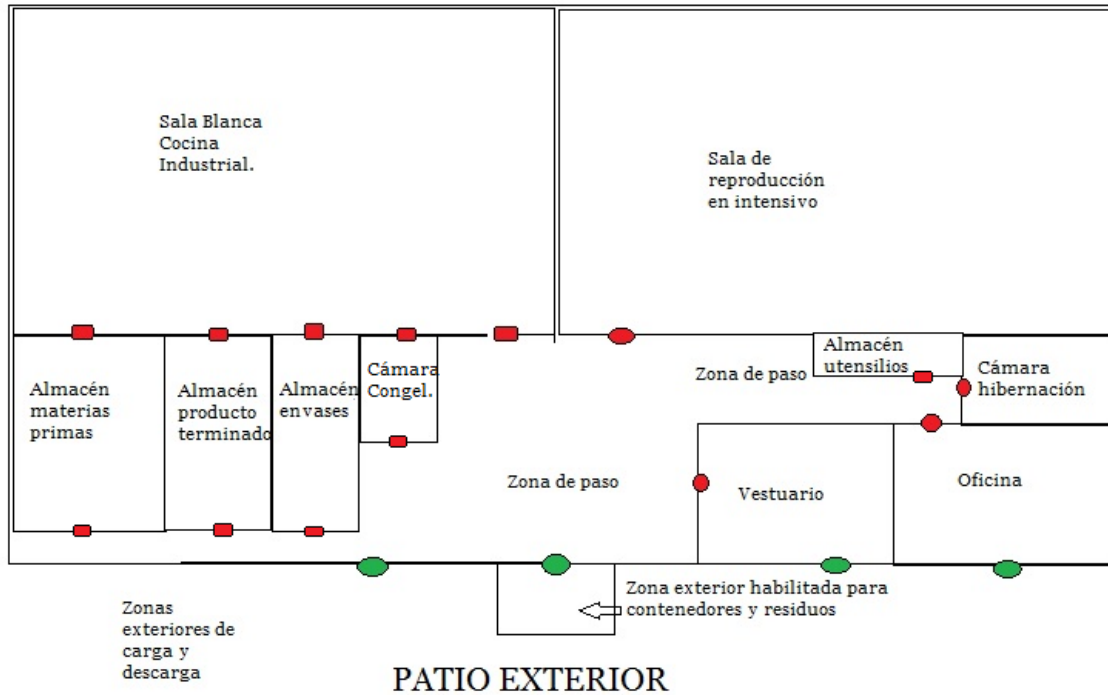 Sala Blanca
Cocina
Industrial.
Sala de
reproducción
en intensivo
Almacén
materias
primas
Almacén
producto
terminado
Almacén
envases
Cámara
Congel.
Zona de paso
Almacén
utensilios
Cámara
hibernación
Zona de paso
Vestuario
Oficina
Zonas
exteriores de
carga y
descarga
Zona exterior habilitada para
contenedores y residuos
PATIO EXTERIOR